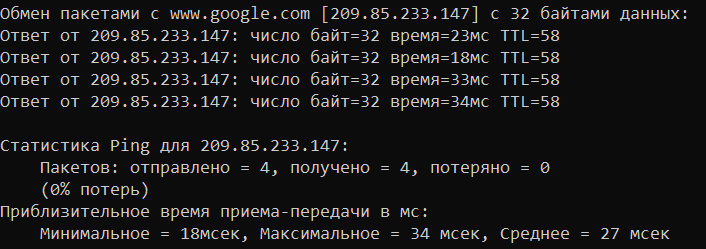 Обмен пакетами с www.google.com [209.85.233.147] с 32 байтами данных:
Ответ от 209.85.233.147: число байт=32 время=23мс TTL=58
Ответ от 209.85.233.147: число байт=32 время=18мс TTL=58
Ответ от 209.85.233.147: число байт=32 время=33мс TTL=58
Ответ от 209.85.233.147: число байт=32 время=34мс TTL=58
Статистика Ping для 209.85.233.147:
Пакетов: отправлено = 4, получено = 4, потеряно = 0
(0% потерь)
Приблизительное время приема-передачи в мс:
Минимальное = 18мсек, Максимальное = 34 мсек, Среднее = 27 мсек